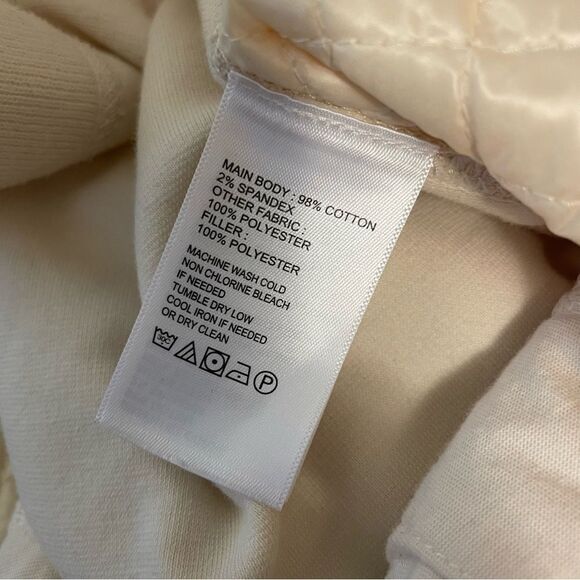 MAIN BODY : 98% COTTON
2% SPANDEX
OTHER FABRIC :
100% POLYESTER
FILLER :
100% POLYESTER
MACHINE WASH COLD
NON CHLORINE BLEACH
IF NEEDED
TUMBLE DRY LOW
COOL IRON IF NEEDED
OR DRY CLEAN
30C P